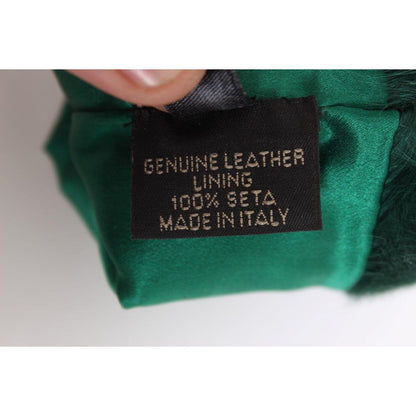 GENUINE LEATHER
LINING
100% SETA
MADE IN ITALY